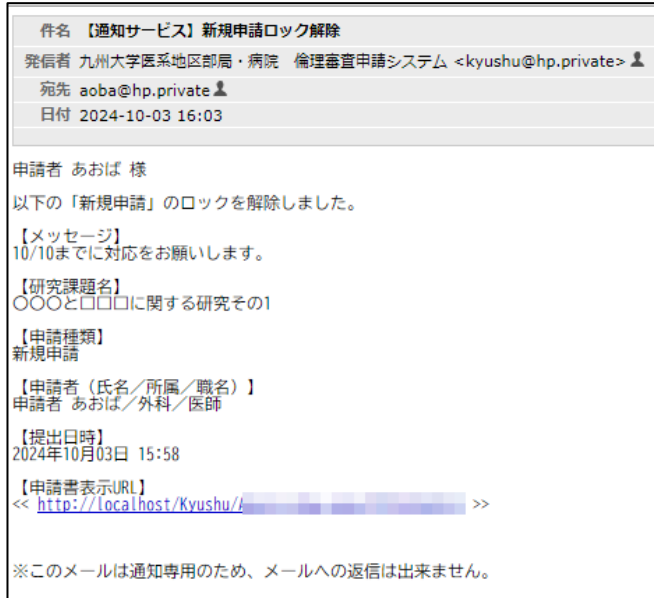 件名 【通知サービス】新規申請ロック解除
発信者 九州大学医系地区部局・病院　倫理審査申請システム <kyushu@hp.private>
宛先 aoba@hp.private
日付 2024-10-03 16:03
申請者 あおば 様
以下の「新規申請」のロックを解除しました。
【メッセージ】
10/10までに対応をお願いします。
【研究課題名】
〇〇〇と□□□に関する研究その1
【申請種類】
新規申請
【申請者（氏名／所属／職名）】
申請者 あおば／外科／医師
【提出日時】
2024年10月03日 15:58
【申請書表示URL】
<< http://localhost/Kyushu/ >>
※このメールは通知専用のため、メールへの返信は出来ません。